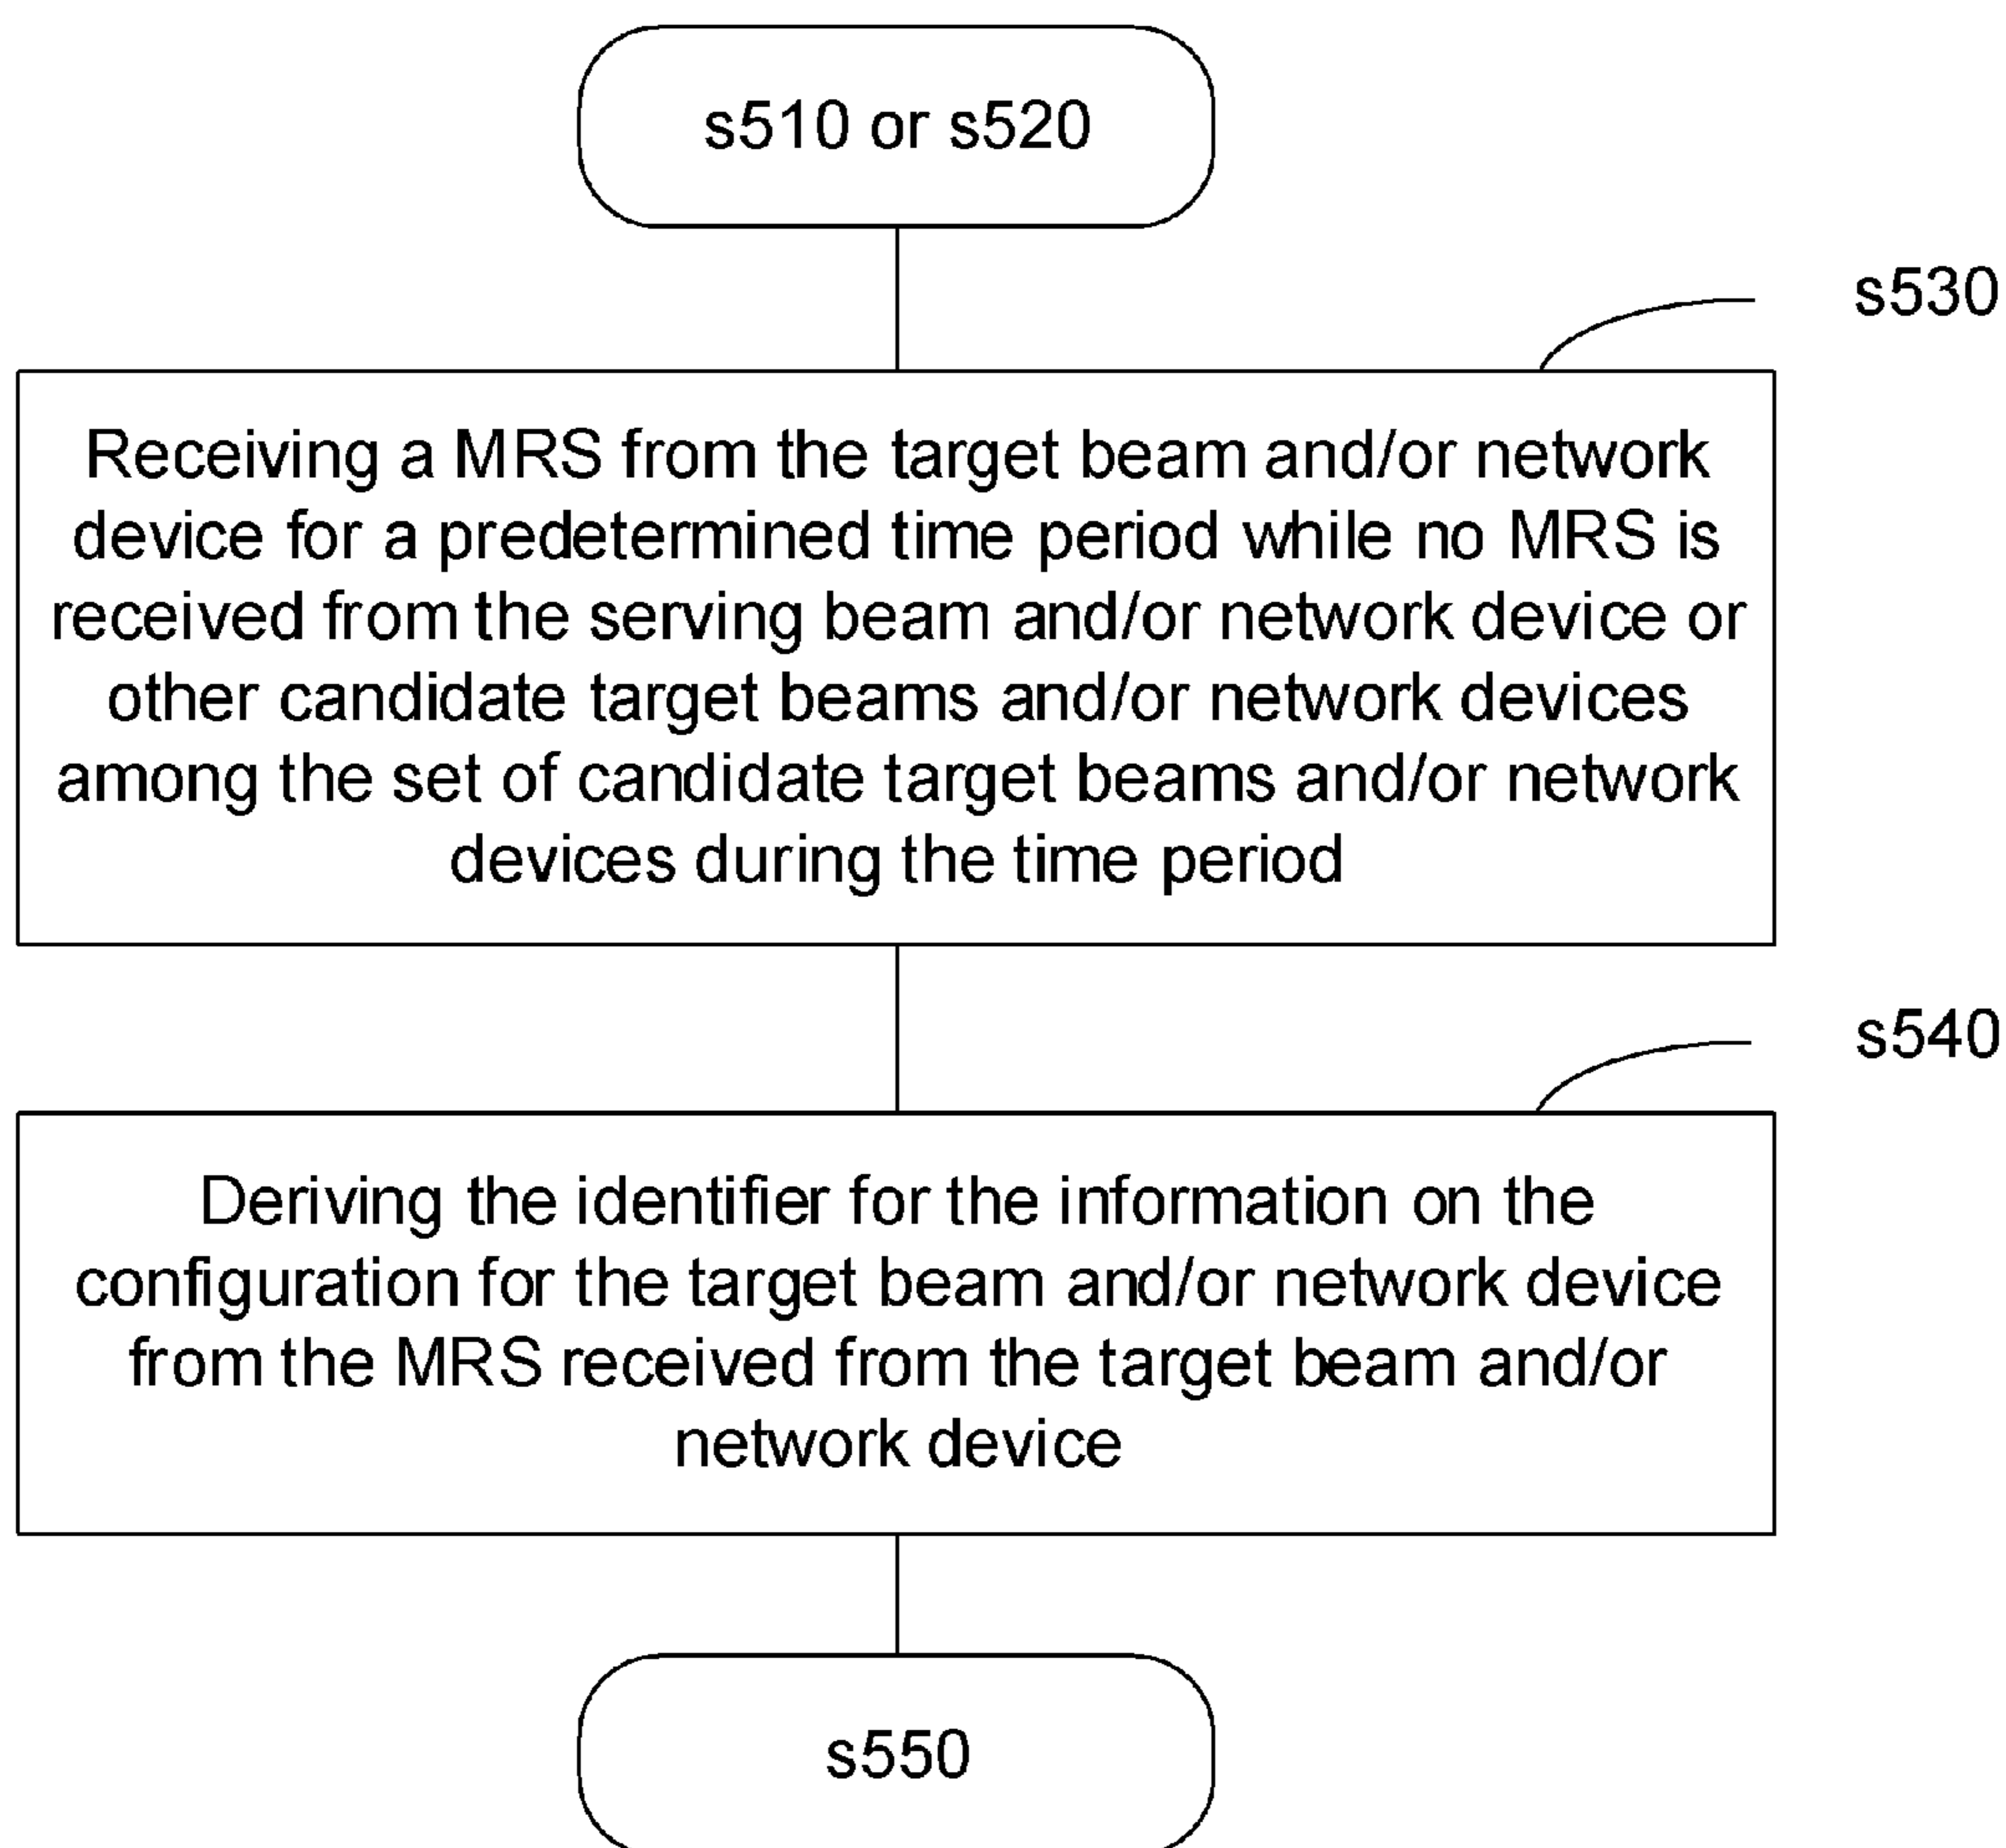 s510 or s520
s530
Receiving a MRS from the target beam and/or network
device for a predetermined time period while no MRS is
received from the serving beam and/or network device or
other candidate target beams and/or network devices
among the set of candidate target beams and/or network
devices during the time period
s540
Deriving the identifier for the information on the
configuration for the target beam and/or network device
from the MRS received from the target beam and/or
network device
s550